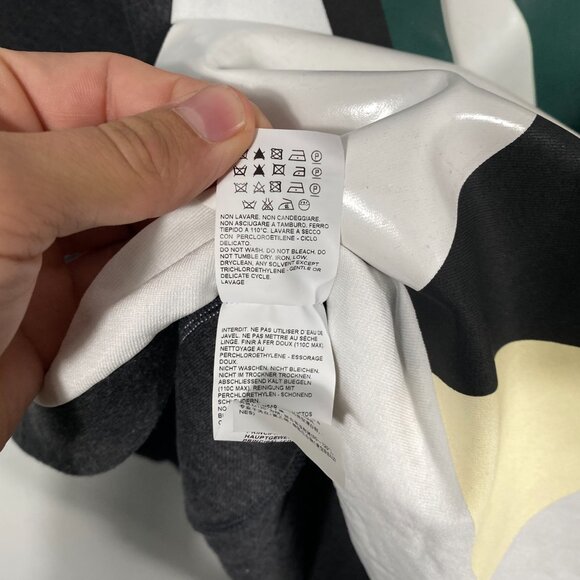 NON LAVARE. NON CANDEGGIARE.
NON ASCIUGARE A TAMBURO. FERRO
TIEPIDO A 110°C. LAVARE A SECCO
CON PERCLOROETILENE - CICLO
DELICATO.
DO NOT WASH. DO NOT BLEACH. DO
NOT TUMBLE DRY. IRON, LOW.
DRYCLEAN, ANY SOLVENT EXCEPT
TRICHLOROETHYLENE - GENTLE OR
DELICATE CYCLE.
LAVAGE
INTERDIT. NE PAS UTILISER D'EAU DE
JAVEL. NE PAS METTRE AU SÈCHE
LINGE. FINIR À FER DOUX (110C MAX)
NETTOYAGE AU
PERCHLOROETHYLENE - ESSORAGE
DOUX.
NICHT WASCHEN. NICHT BLEICHEN.
NICHT IM TROCKNER TROCKNEN.
ABSCHLIESSEND KALT BUEGELN
(110C MAX), REINIGUNG MIT
PERCHLORETYLEN - SCHONEND
NES)